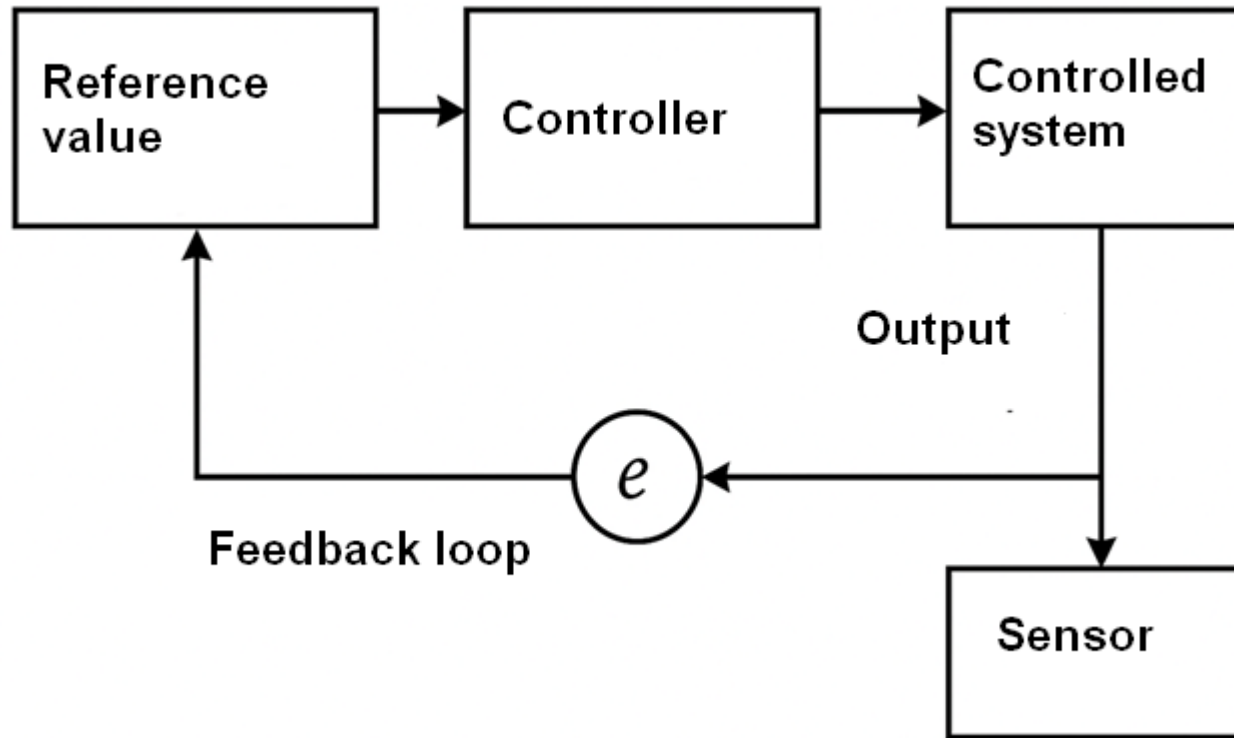 Reference
value
Controller
Controlled
system
Output
e
Feedback loop
Sensor